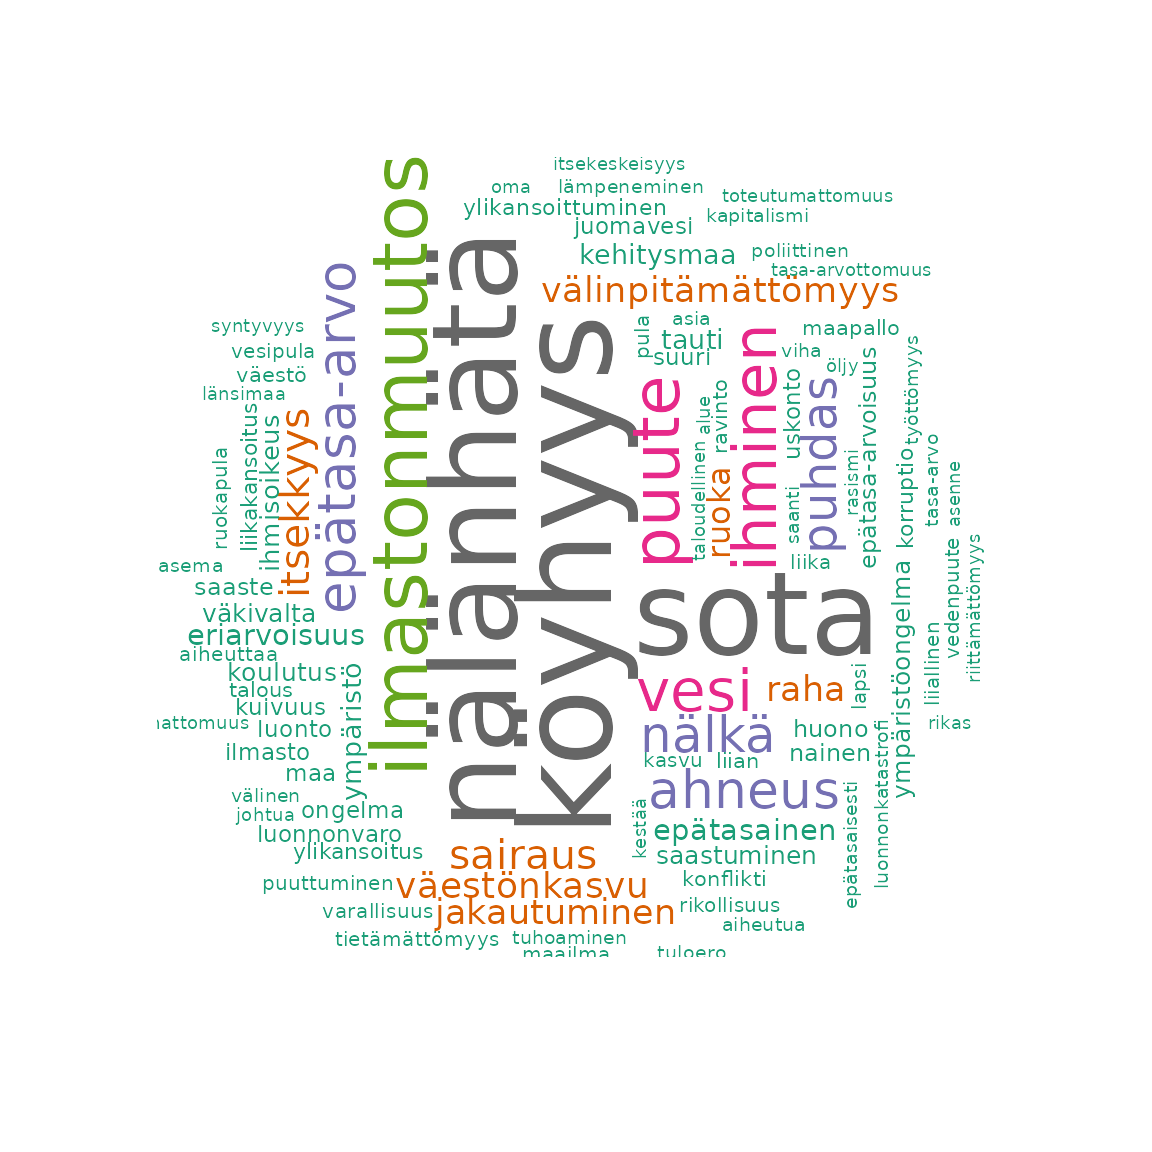 itsekeskeisyys
oma
lämpeneminen
toteutumattomuus
ylikansoittuminen
kapitalismi
juomavesi
kehitysmaa
poliittinen
tasa-arvottomuus
välinpitämättömyys
ilmastonmuutos
nälänhätä
köyhyys
epätasa-arvo
syntyvyys
vesipula
väestö
länsimaa
itsekkyys
ihmisoikeus
liikakansoitus
ruokapula
pula
asia
tauti
suuri
maapallo
viha
öljy
puute
ihminen
puhdas
alue
ravinto
taloudellinen
ruoka
uskonto
saanti
rasismi
epätasa-arvoisuus
työttömyys
korruptio
tasa-arvo
asenne
vedenpuute
riittämättömyys
liika
asema
saaste
väkivalta
eriarvoisuus
aiheuttaa
koulutus
talous
kuivuus
mattomuus
luonto
ilmasto
maa
ympäristö
välinen
johtua
ongelma
luonnonvaro
ylikansoitus
sota
vesi
raha
lapsi
ympäristöongelma
liiallinen
rikas
nälkä
huono
nainen
kasvu
liian
ahneus
luonnonkatastrofi
epätasaisesti
kestää
epätasainen
saastuminen
sairaus
väestönkasvu
jakautuminen
puuttuminen
konflikti
varallisuus
rikollisuus
aiheutua
tietämättömyys
tuhoaminen
maailma
tuloero